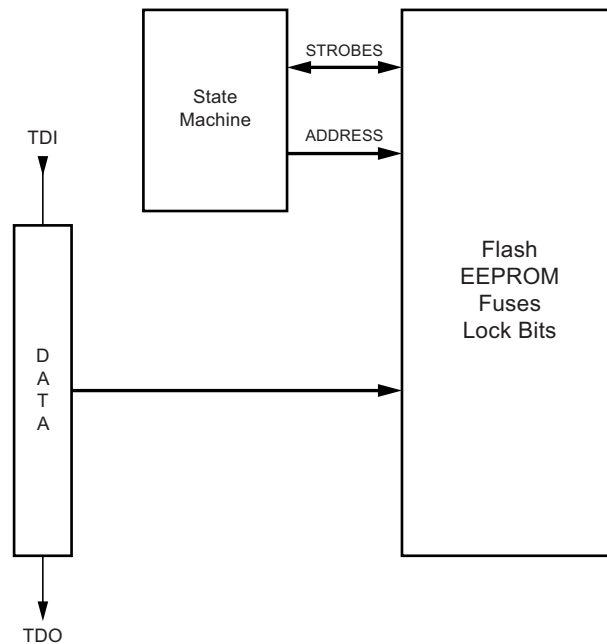 STROBES
State
Machine
ADDRESS
TDI
Flash
EEPROM
Fuses
Lock Bits
D
A
T
A
TDO